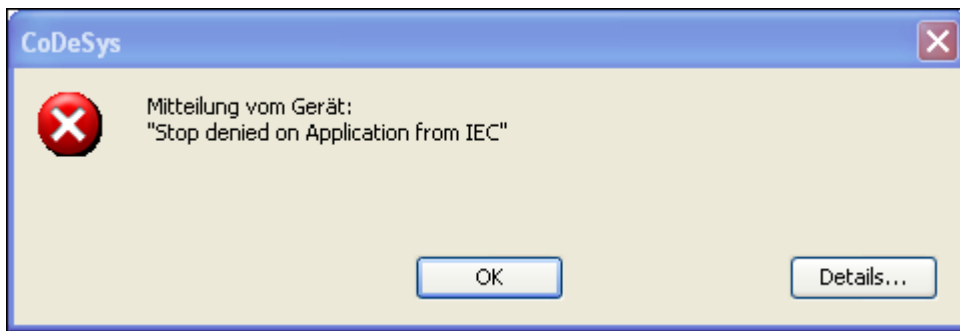 CoDeSys
Mitteilung vom Gerät:
"Stop denied on Application from IEC"
OK
Details...